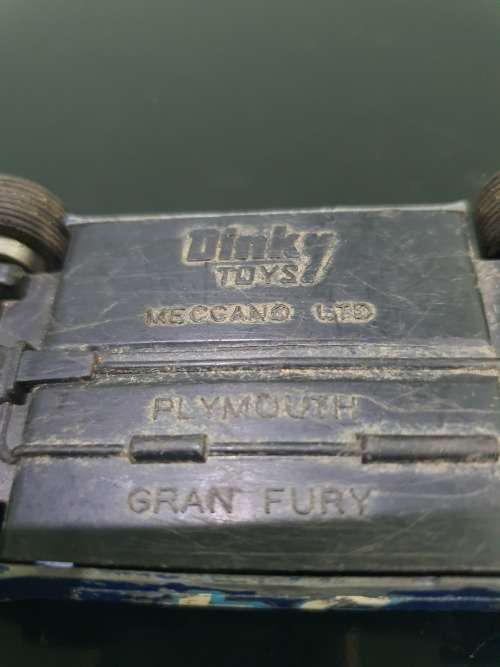 Dinky
TOYS
MECCANO LTD
PLYMOUTH
GRAN FURY